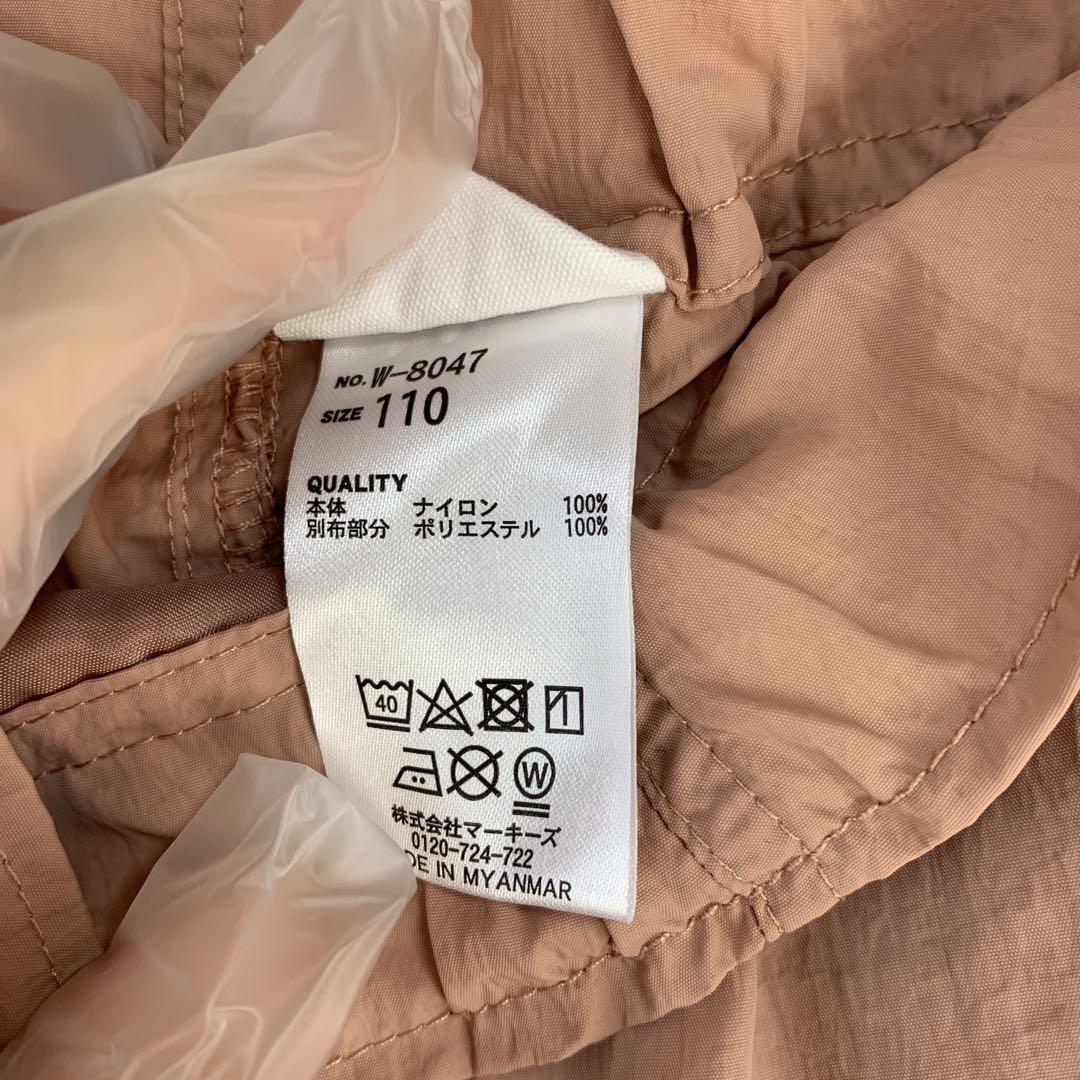 NO. W-8047
SIZE 110
QUALITY
本体 ナイロン 100%
別布部分 ポリエステル 100%
40
W
株式会社マーキーズ
0120-724-722
DE IN MYANMAR